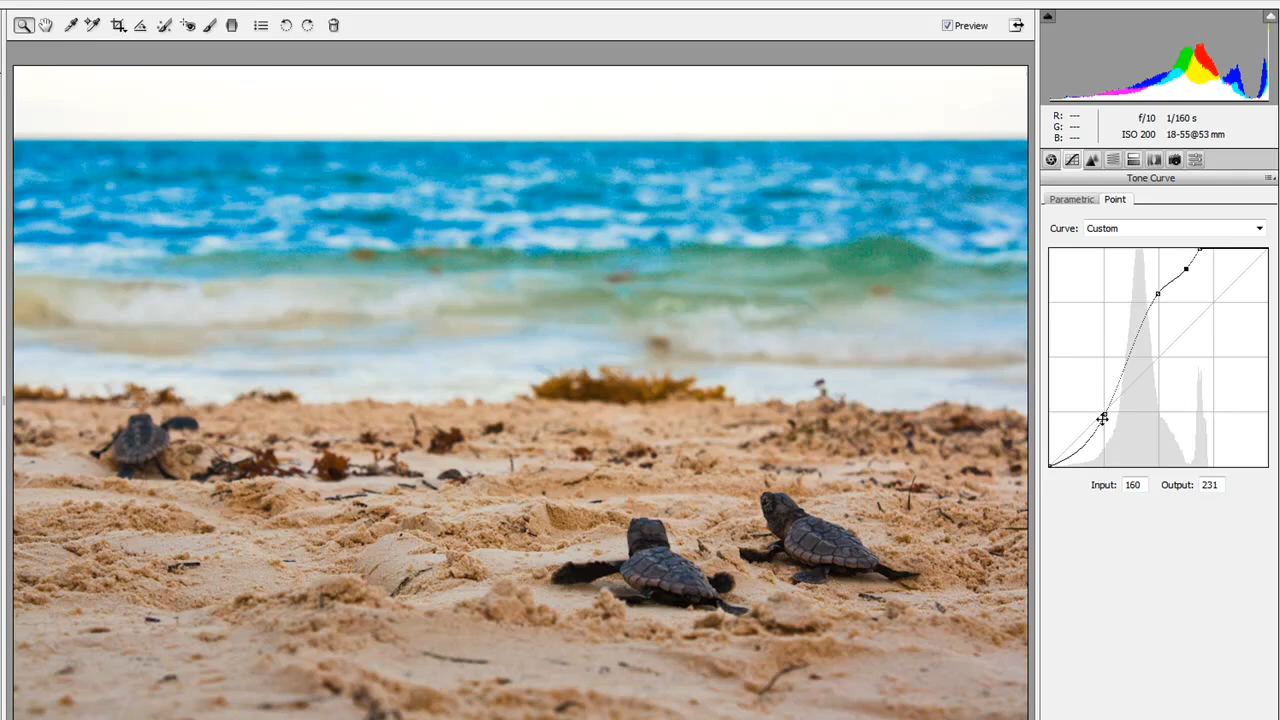 Preview
R: ---
G: ---
B: ---
f/10 1/160 s
ISO 200 18-55@53 mm
Tone Curve
Parametric Point
Curve: Custom
Input: 160 Output: 231